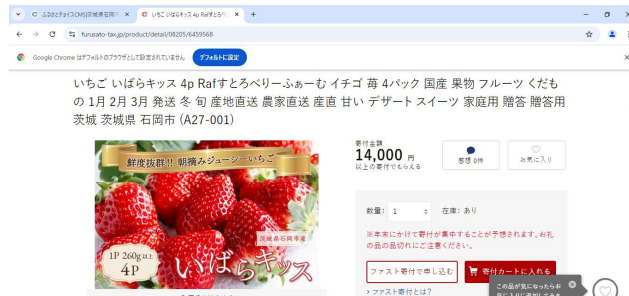 ふるさとチョイスCMS|茨城県石岡市
いちご いばらキッス 4p Rafすとろべ
furusato-tax.jp/product/detail/08205/6459568
Google Chrome はデフォルトのブラウザとして設定されていません
デフォルトに設定
いちご いばらキッス 4p Rafすとろべりーふぁーむ イチゴ 苺 4パック 国産 果物 フルーツ くだも
の 1月 2月 3月 発送 冬 旬 産地直送 農家直送 産直 甘い デザート スイーツ 家庭用 贈答 贈答用
茨城 茨城県 石岡市 (A27-001)
鮮度抜群!! 朝摘みジューシーいちご
茨城県石岡市産
1P 260g以上
4P
いばらキッス
寄付金額
14,000 円
以上の寄付でもらえる
感想 0件
お気に入り
数量: 1
在庫: あり
※年末にかけて寄付が集中することが予想されます。お礼
の品の品切れにご注意ください。
ファスト寄付で申し込む
寄付カートに入れる
› ファスト寄付とは?
この品が気になったらお